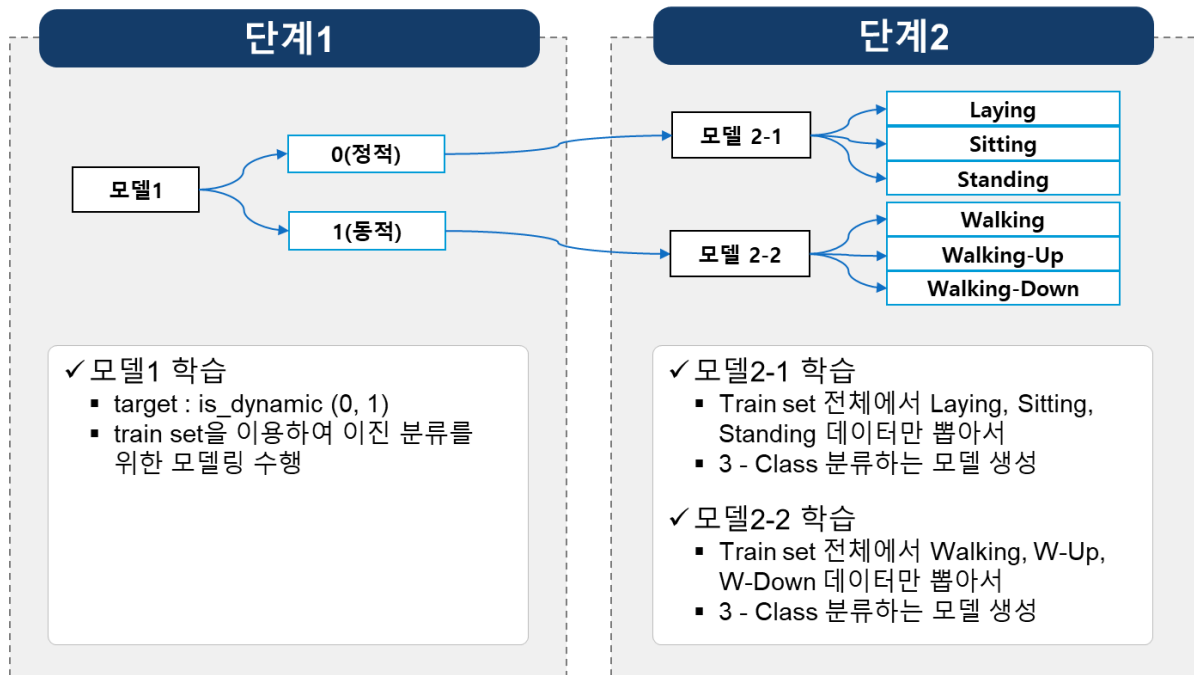 단계1
모델1
0(정적)
1(동적)
✓ 모델1 학습
▪ target : is_dynamic (0, 1)
▪ train set을 이용하여 이진 분류를
위한 모델링 수행
단계2
모델 2-1
Laying
Sitting
Standing
모델 2-2
Walking
Walking-Up
Walking-Down
✓ 모델2-1 학습
▪ Train set 전체에서 Laying, Sitting,
Standing 데이터만 뽑아서
▪ 3 - Class 분류하는 모델 생성
✓ 모델2-2 학습
▪ Train set 전체에서 Walking, W-Up,
W-Down 데이터만 뽑아서
▪ 3 - Class 분류하는 모델 생성